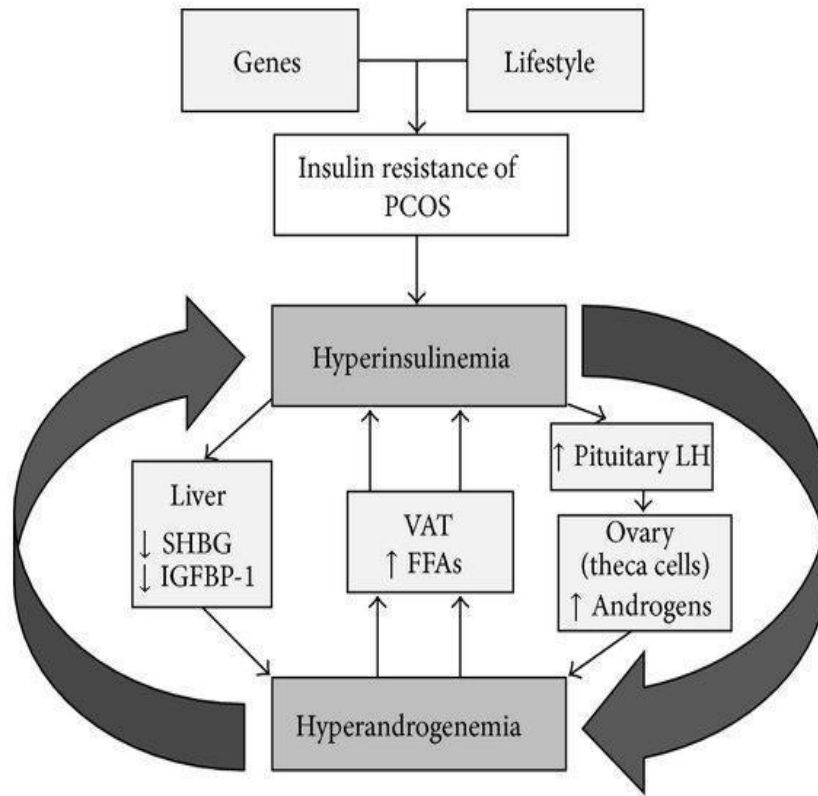 Genes
Lifestyle
Insulin resistance of
PCOS
Hyperinsulinemia
Liver
↓ SHBG
↓ IGFBP-1
VAT
↑ FFAs
↑ Pituitary LH
Ovary
(theca cells)
↑ Androgens
Hyperandrogenemia